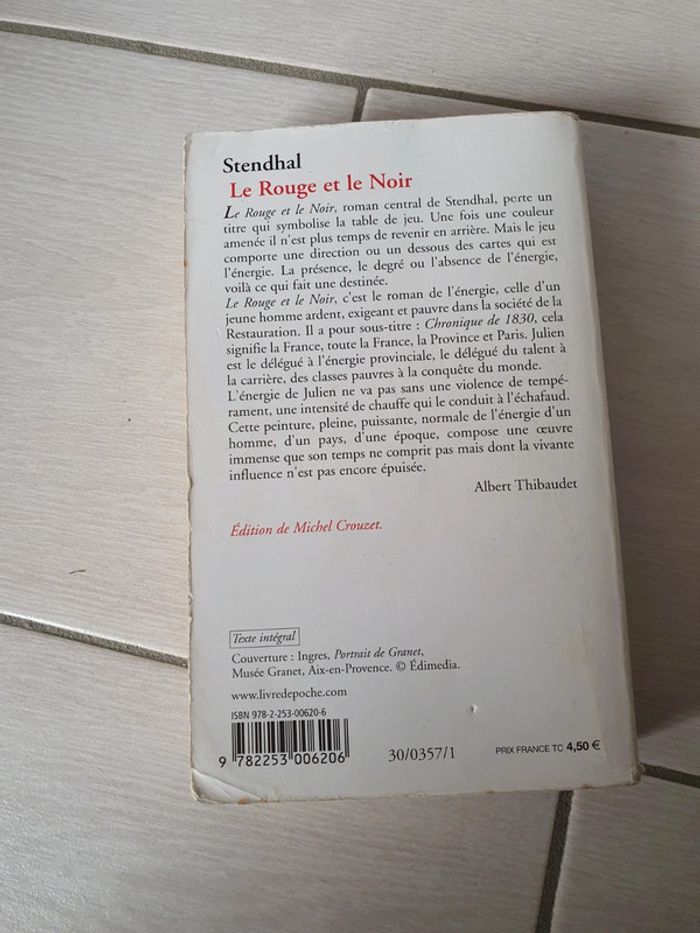 Stendhal
Le Rouge et le Noir
Le Rouge et le Noir, roman central de Stendhal, porte un
titre qui symbolise la table de jeu. Une fois une couleur
amenée il n'est plus temps de revenir en arrière. Mais le jeu
comporte une direction ou un dessous des cartes qui est
l'énergie. La présence, le degré ou l'absence de l'énergie,
voilà ce qui fait une destinée.
Le Rouge et le Noir, c'est le roman de l'énergie, celle d'un
jeune homme ardent, exigeant et pauvre dans la société de la
Restauration. Il a pour sous-titre : Chronique de 1830, cela
signifie la France, toute la France, la Province et Paris. Julien
est le délégué à l'énergie provinciale, le délégué du talent à
la carrière, des classes pauvres à la conquête du monde.
L'énergie de Julien ne va pas sans une violence de tempé-
rament, une intensité de chauffe qui le conduit à l'échafaud.
Cette peinture, pleine, puissante, normale de l'énergie d'un
homme, d'un pays, d'une époque, compose une œuvre
immense que son temps ne comprit pas mais dont la vivante
influence n'est pas encore épuisée.
Albert Thibaudet
Édition de Michel Crouzet.
Texte intégral
Couverture : Ingres, Portrait de Granet,
Musée Granet, Aix-en-Provence. © Édimedia.
www.livredepoche.com
ISBN 978-2-253-00620-6
9 782253 006206
30/0357/1
PRIX FRANCE TC 4,50 €